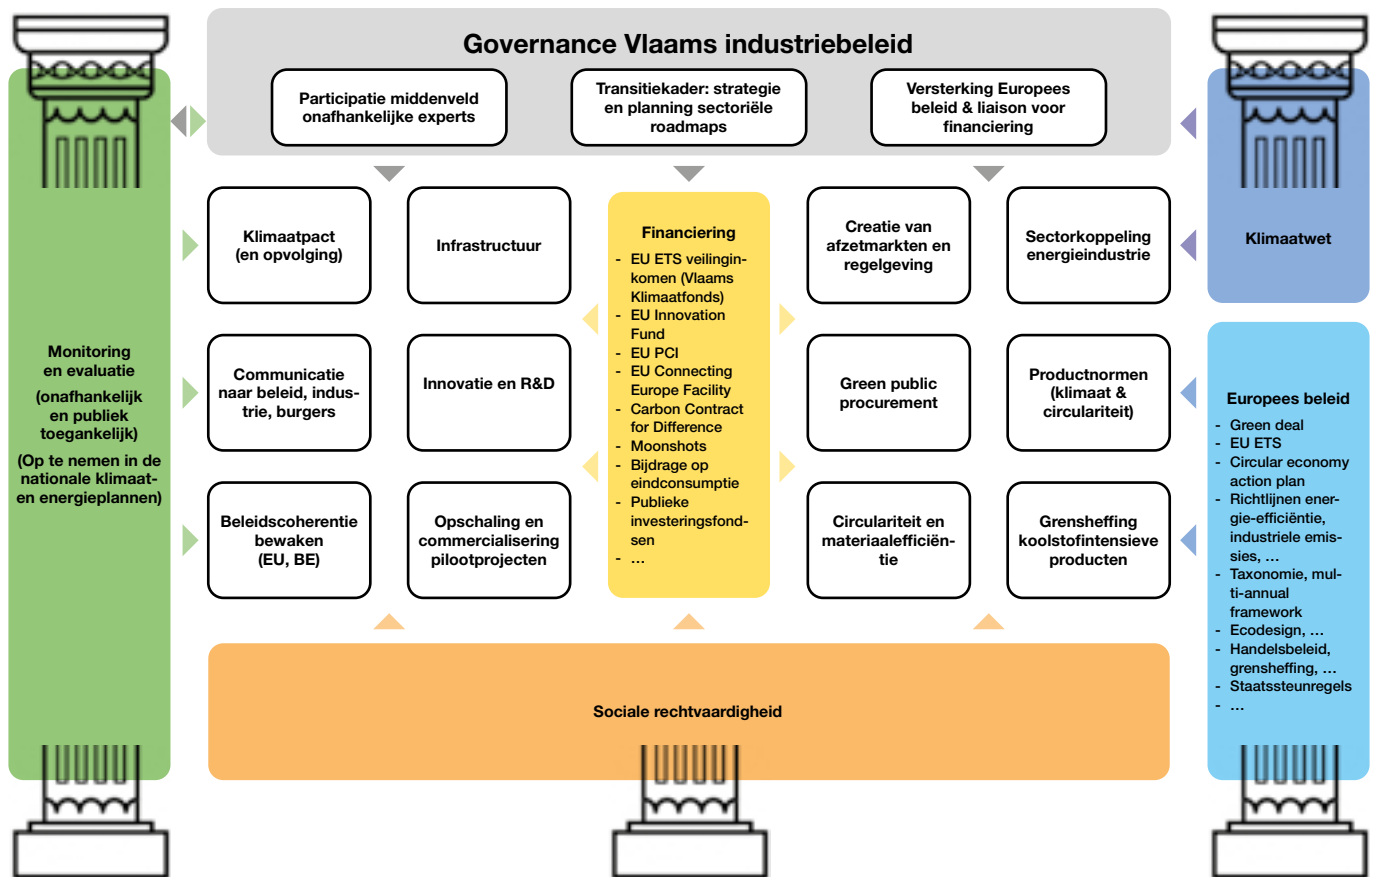 Governance Vlaams industriebeleid
Participatie middenveld
onafhankelijke experts
Transitiekader: strategie
en planning sectoriële
roadmaps
Versterking Europees
beleid & liaison voor
financiering
Monitoring
en evaluatie
(onafhankelijk
en publiek
toegankelijk)
(Op te nemen in de
nationale klimaat-
en energieplannen)
Klimaatpact
(en opvolging)
Infrastructuur
Communicatie
naar beleid, indus-
trie, burgers
Innovatie en R&D
Beleidscoherentie
bewaken
(EU, BE)
Opschaling en
commercialisering
pilootprojecten
Financiering
- EU ETS veilingin-
komen (Vlaams
Klimaatfonds)
- EU Innovation
Fund
- EU PCI
- EU Connecting
Europe Facility
- Carbon Contract
for Difference
- Moonshots
- Bijdrage op
eindconsumptie
- Publieke
investeringsfond-
sen
- ...
Creatie van
afzetmarkten en
regelgeving
Sectorkoppeling
energieindustrie
Green public
procurement
Productnormen
(klimaat &
circulariteit)
Circulariteit en
materiaalefficiën-
tie
Grensheffing
koolstofintensieve
producten
Klimaatwet
Europees beleid
- Green deal
- EU ETS
- Circular economy
action plan
- Richtlijnen ener-
gie-efficiëntie,
industriele emis-
sies, ...
- Taxonomie, mul-
ti-annual
framework
- Ecodesign, ...
- Handelsbeleid,
grensheffing, ...
- Staatssteunregels
- ...
Sociale rechtvaardigheid